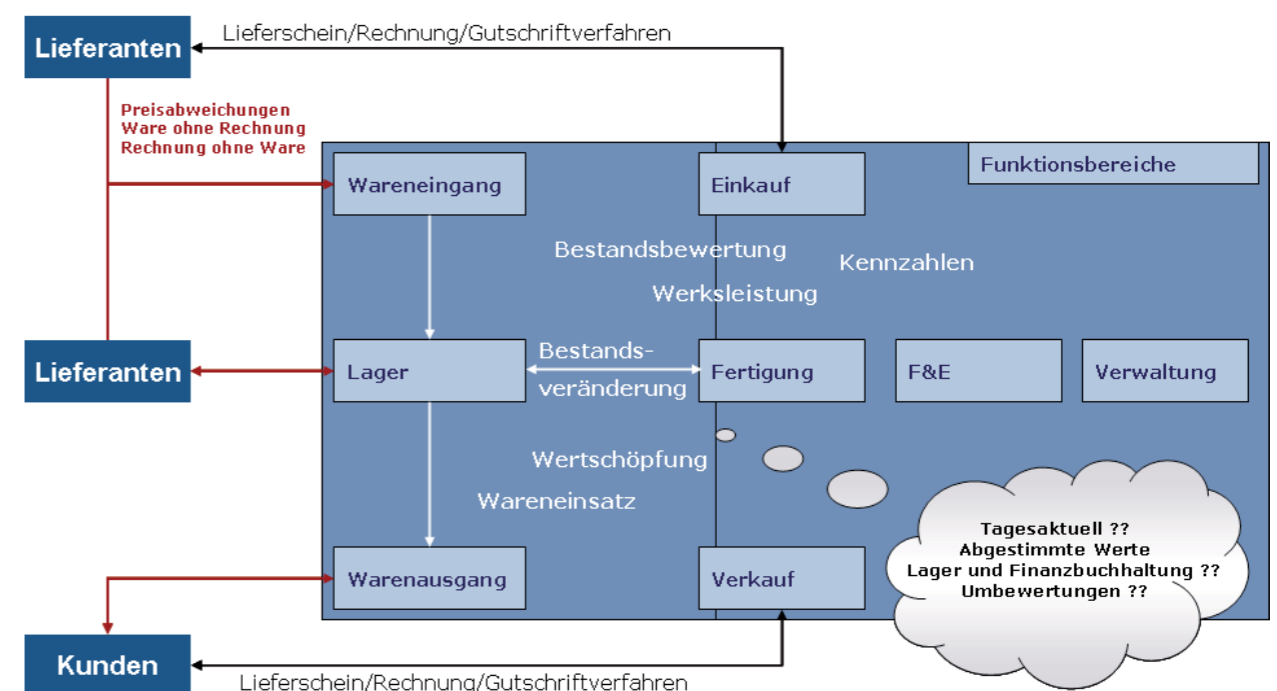 Lieferanten
Lieferschein/Rechnung/Gutschriftverfahren
Preisabweichungen
Ware ohne Rechnung
Rechnung ohne Ware
Wareneingang
Einkauf
Funktionsbereiche
Bestandsbewertung
Kennzahlen
Werksleistung
Lieferanten
Lager
Bestands-
veränderung
Fertigung
F&E
Verwaltung
Wertschöpfung
Wareneinsatz
Tagesaktuell ??
Abgestimmte Werte
Lager und Finanzbuchhaltung ??
Umbewertungen ??
Warenausgang
Verkauf
Kunden
Lieferschein/Rechnung/Gutschriftverfahren